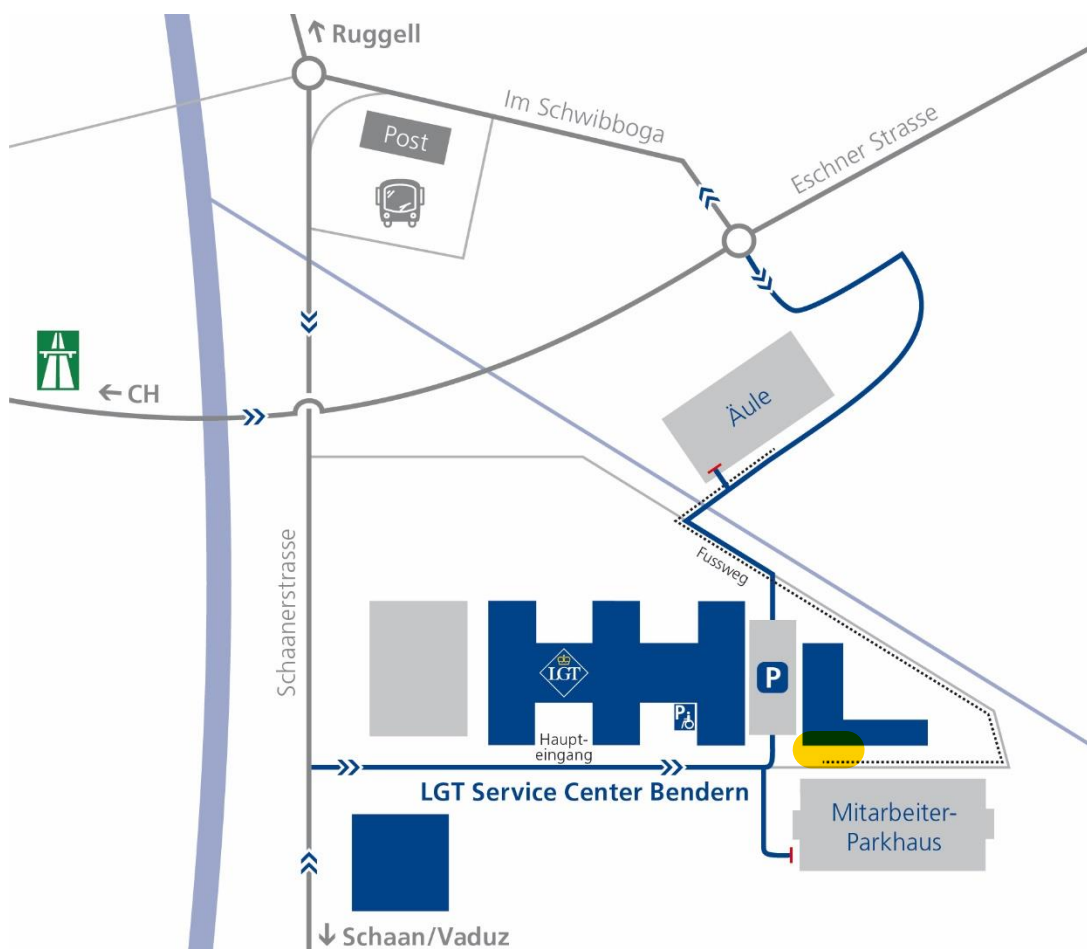 ↑ Ruggell
Post
Im Schwibboga
Eschner Strasse
← CH
Äule
Fussweg
Schaanerstrasse
LGT
P
P
Haupt-
eingang
LGT Service Center Bendern
Mitarbeiter-
Parkhaus
↓ Schaan/Vaduz